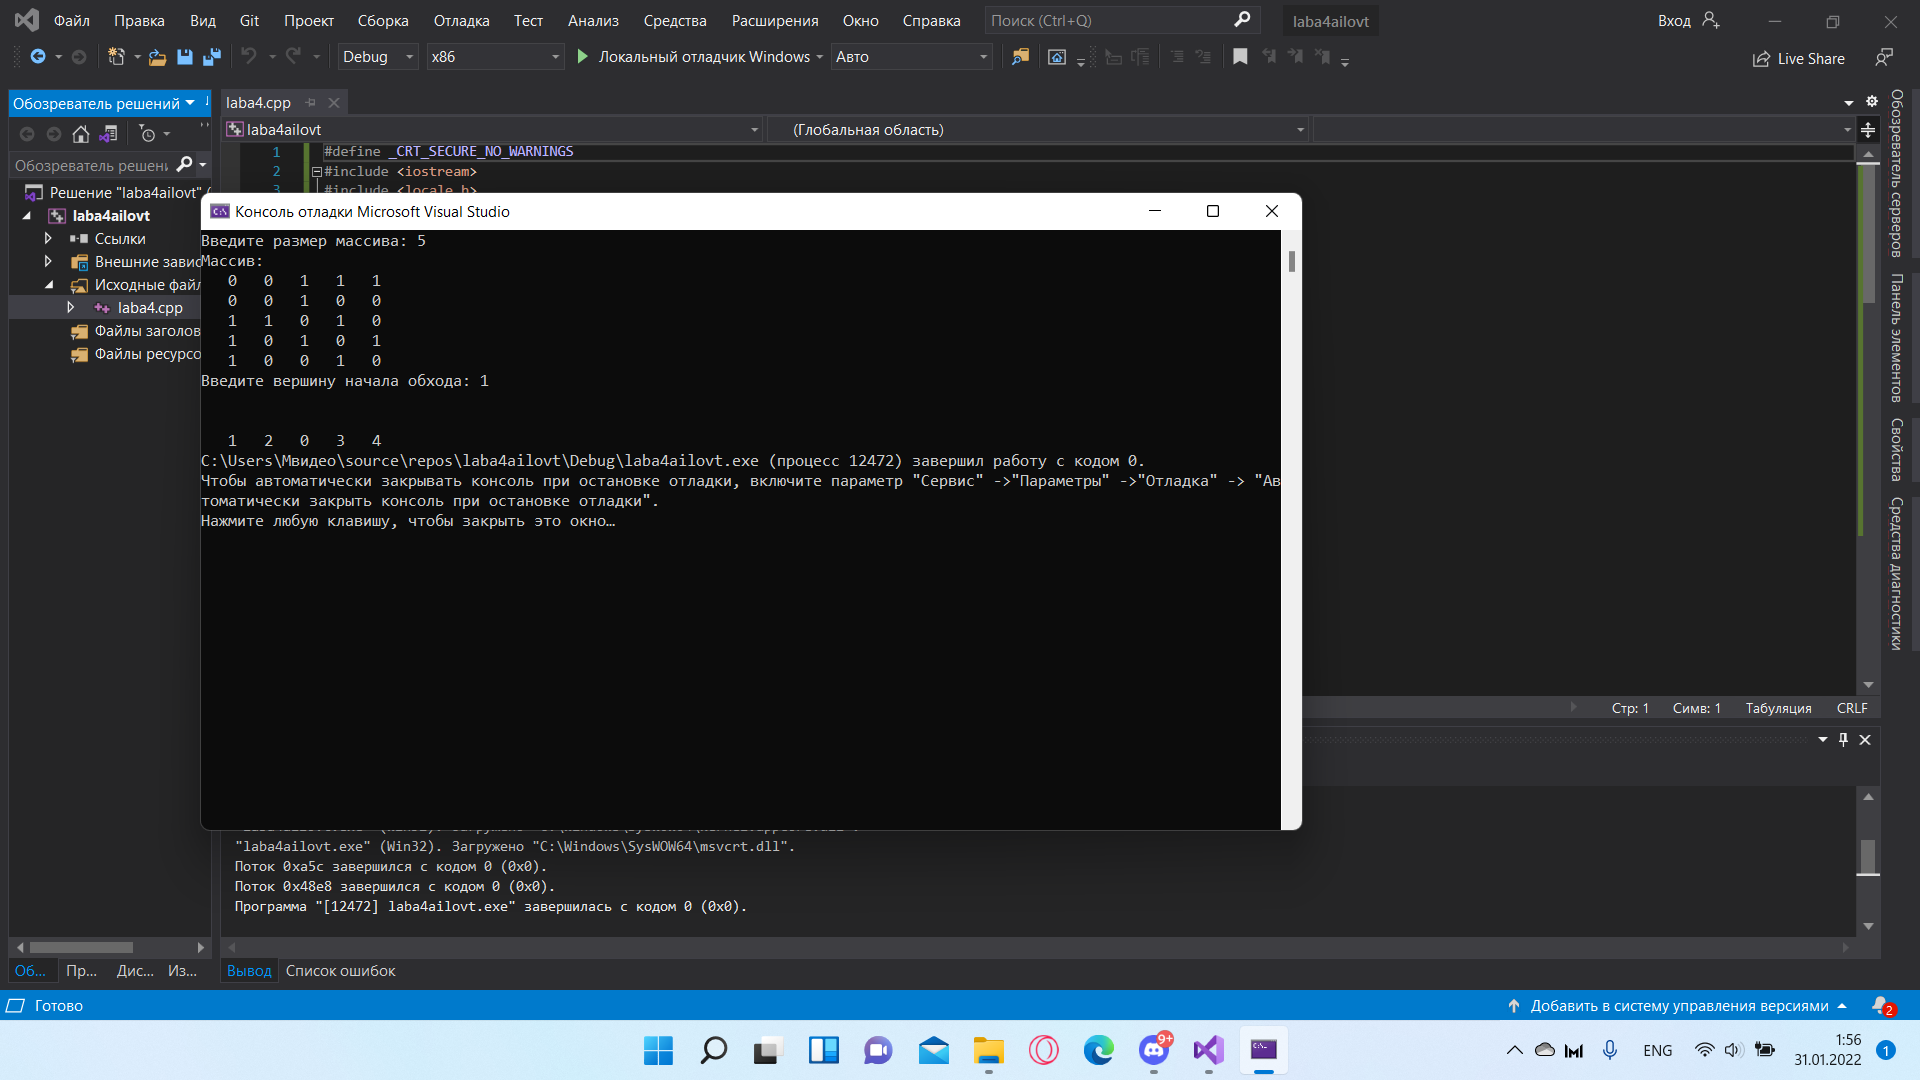 Файл Правка Вид Git Проект Сборка Отладка Тест Анализ Средства Расширения Окно Справка Поиск (Ctrl+Q) laba4ailovt Вход
Debug x86 Локальный отладчик Windows Авто Live Share
Обозреватель решений
laba4.cpp
laba4ailovt (Глобальная область)
Обозреватель решени
1 #define _CRT_SECURE_NO_WARNINGS
2 #include <iostream>
3 #include <locale.h>
Решение "laba4ailovt" (
laba4ailovt
Ссылки
Внешние завис
Исходные файл
laba4.cpp
Файлы заголов
Файлы ресурсо
Консоль отладки Microsoft Visual Studio
Введите размер массива: 5
Массив:
0 0 1 1 1
0 0 1 0 0
1 1 0 1 0
1 0 1 0 1
1 0 0 1 0
Введите вершину начала обхода: 1
1 2 0 3 4
C:\Users\Мвидео\source\repos\laba4ailovt\Debug\laba4ailovt.exe (процесс 12472) завершил работу с кодом 0.
Чтобы автоматически закрывать консоль при остановке отладки, включите параметр "Сервис" ->"Параметры" ->"Отладка" -> "Ав
томатически закрыть консоль при остановке отладки".
Нажмите любую клавишу, чтобы закрыть это окно…
Обозреватель серверов
Панель элементов
Свойства
Средства диагностики
Стр: 1 Симв: 1 Табуляция CRLF
"laba4ailovt.exe" (Win32). Загружено "C:\Windows\SysWOW64\msvcrt.dll".
Поток 0xa5c завершился с кодом 0 (0x0).
Поток 0x48e8 завершился с кодом 0 (0x0).
Программа "[12472] laba4ailovt.exe" завершилась с кодом 0 (0x0).
Об... Пр... Дис... Из... Вывод Список ошибок
Готово Добавить в систему управления версиями 2
9+
ENG
1:56
31.01.2022
1